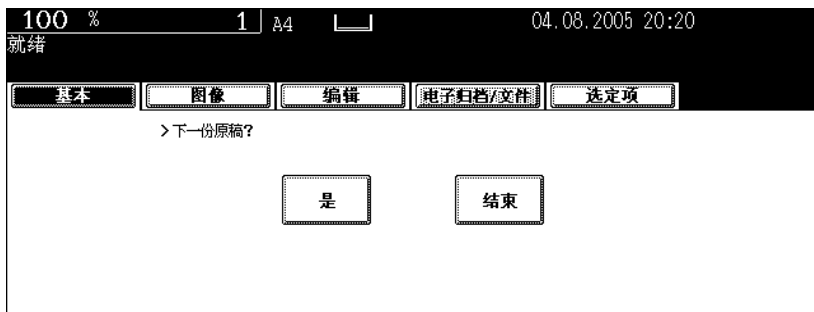 100 % 1 A4 04.08.2005 20:20
就绪
基本 图像 编辑 电子归档/文件 选定项
>下一份原稿?
是 结束